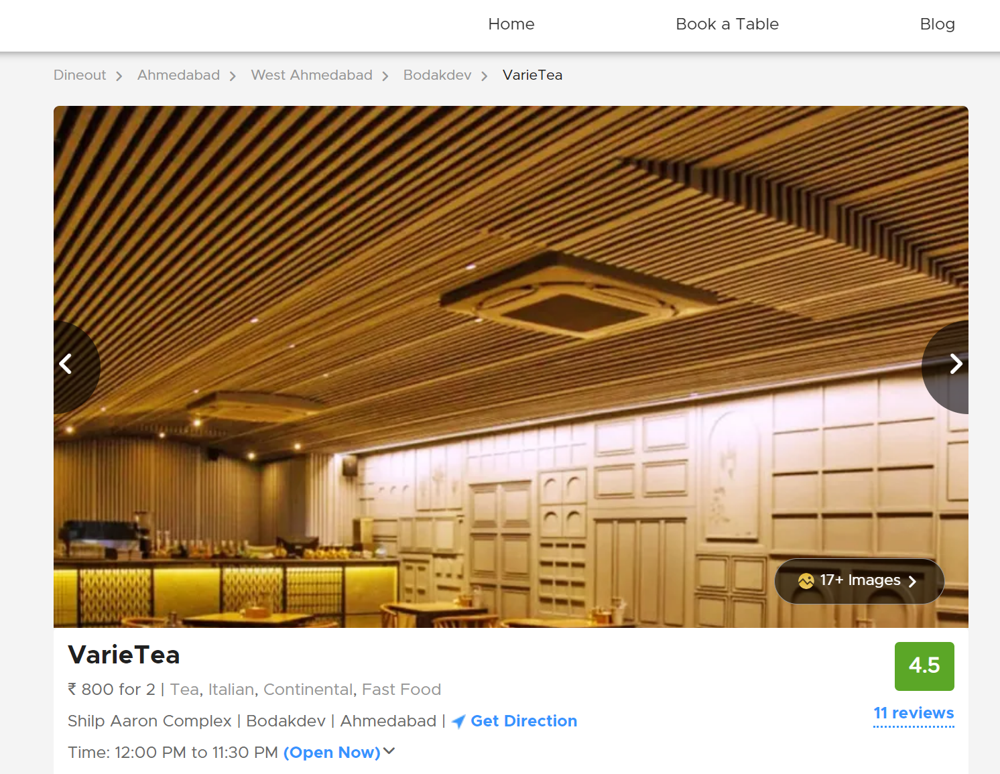 Home Book a Table Blog
Dineout Ahmedabad West Ahmedabad Bodakdev VarieTea
17+ Images
VarieTea
4.5
₹ 800 for 2 | Tea, Italian, Continental, Fast Food
11 reviews
Shilp Aaron Complex | Bodakdev | Ahmedabad | Get Direction
Time: 12:00 PM to 11:30 PM (Open Now)